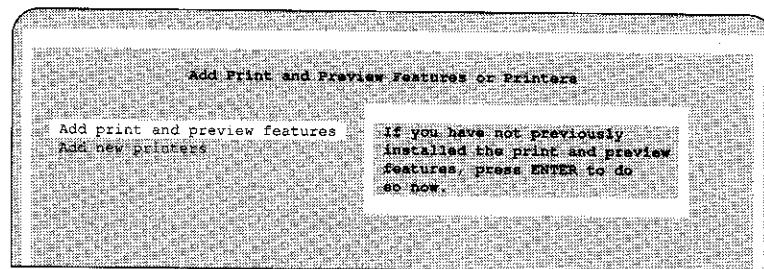 Add Print and Preview Features or Printers
Add print and preview features
Add new printers
If you have not previously
installed the print and preview
features, press ENTER to do
so now.